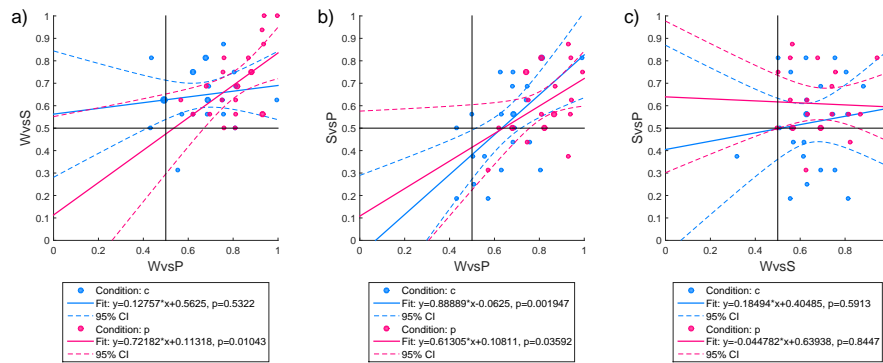 a)
1
0.9
0.8
0.7
0.6
0.5
0.4
0.3
0.2
0.1
0
WvsS
0 0.2 0.4 0.6 0.8 1
WvsP
Condition: c
Fit: y=0.12757*x+0.5625, p=0.5322
95% CI
Condition: p
Fit: y=0.72182*x+0.11318, p=0.01043
95% CI
b)
1
0.9
0.8
0.7
0.6
0.5
0.4
0.3
0.2
0.1
0
SvsP
0 0.2 0.4 0.6 0.8 1
WvsP
Condition: c
Fit: y=0.88889*x-0.0625, p=0.001947
95% CI
Condition: p
Fit: y=0.61305*x+0.10811, p=0.03592
95% CI
c)
1
0.9
0.8
0.7
0.6
0.5
0.4
0.3
0.2
0.1
0
SvsP
0 0.2 0.4 0.6 0.8
WvsS
Condition: c
Fit: y=0.18494*x+0.40485, p=0.5913
95% CI
Condition: p
Fit: y=-0.044782*x+0.63938, p=0.8447
95% CI